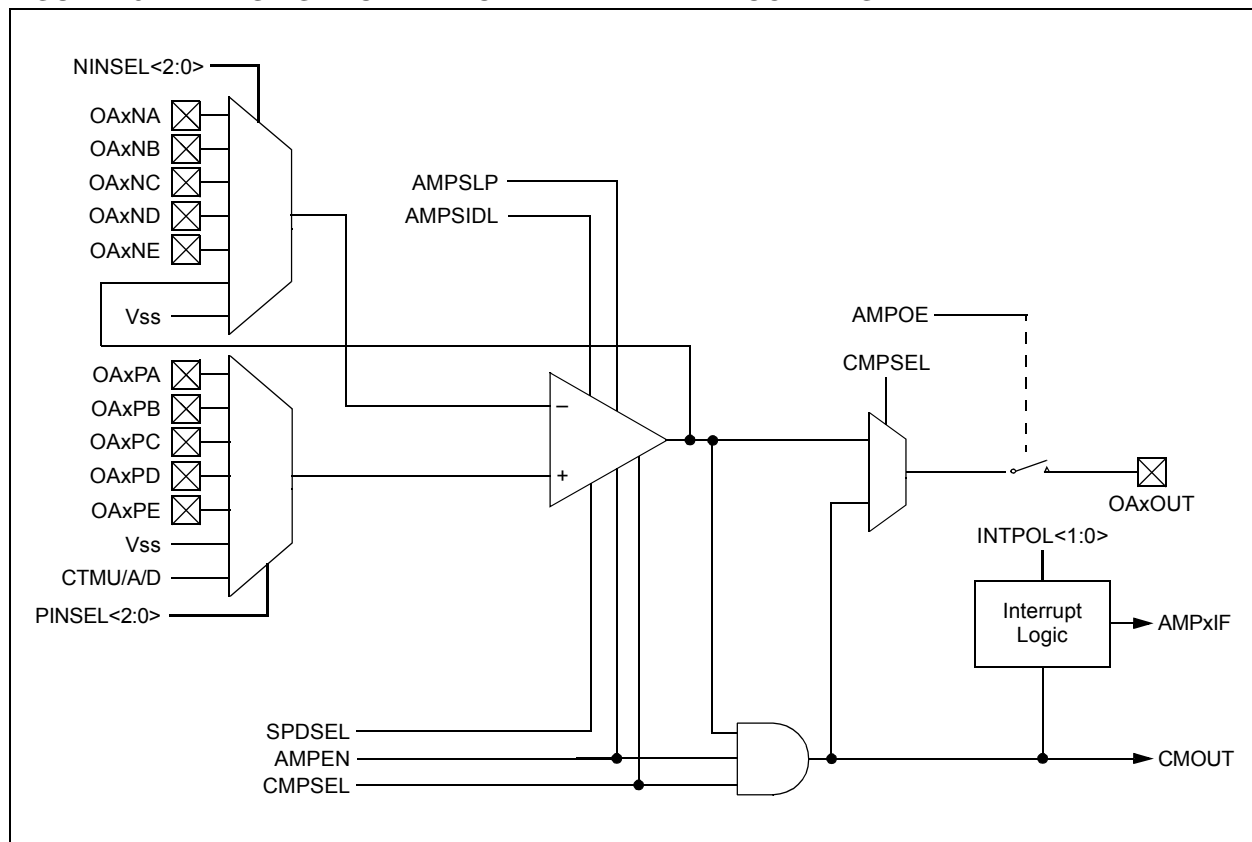 NINSEL<2:0>
OAxNA
OAxNB
OAxNC
OAxND
OAxNE
Vss
AMPSLP
AMPSIDL
AMPOE
CMPSEL
OAxPA
OAxPB
OAxPC
OAxPD
OAxPE
Vss
CTMU/A/D
PINSEL<2:0>
−
+
OAxOUT
INTPOL<1:0>
Interrupt
Logic
AMPxIF
SPDSEL
AMPEN
CMPSEL
CMOUT